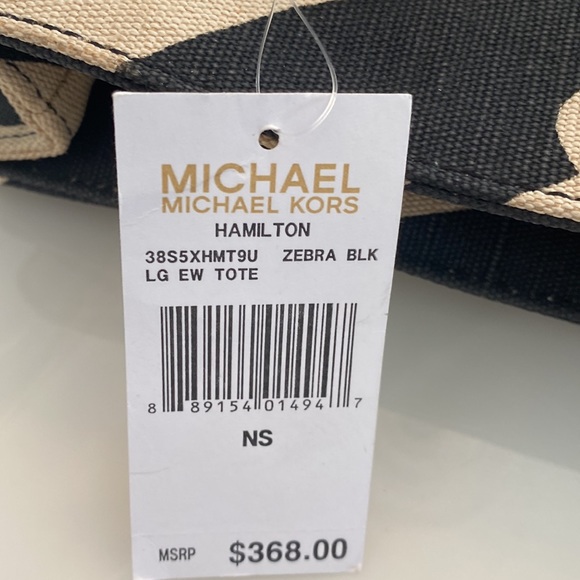 MICHAEL
MICHAEL KORS
HAMILTON
38S5XHMT9U ZEBRA BLK
LG EW TOTE
8 89154 01494 7
NS
MSRP $368.00